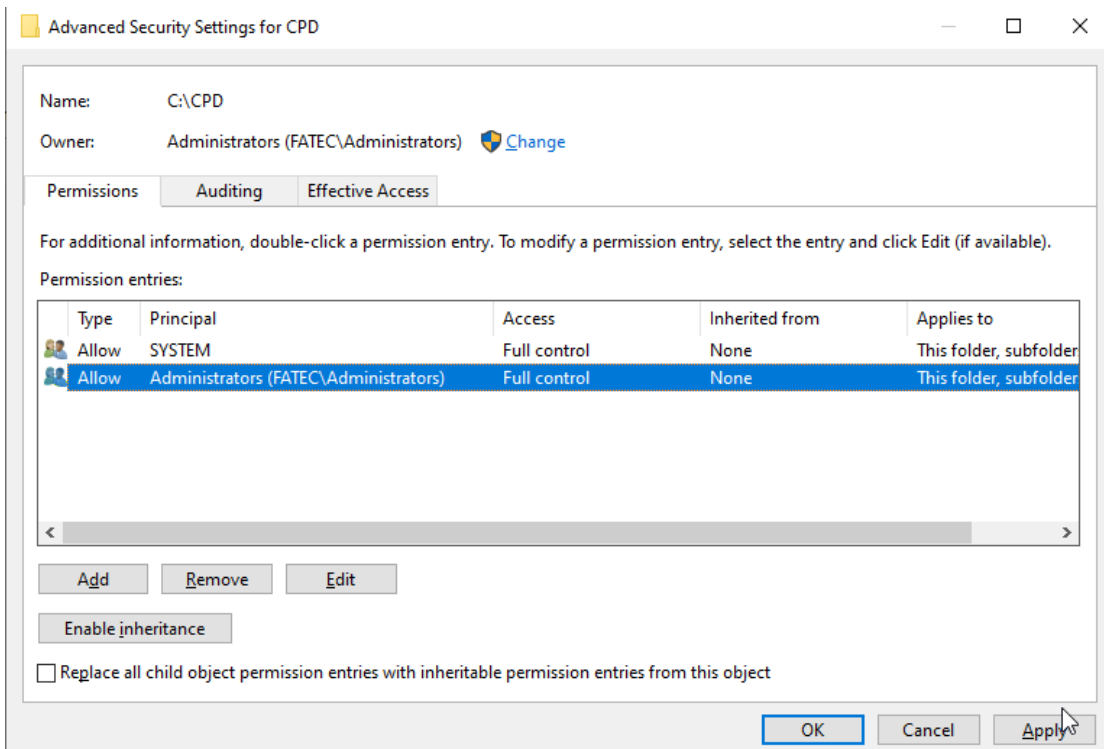 Advanced Security Settings for CPD
Name: C:\CPD
Owner: Administrators (FATEC\Administrators) Change
Permissions Auditing Effective Access
For additional information, double-click a permission entry. To modify a permission entry, select the entry and click Edit (if available).
Permission entries:
Type Principal Access Inherited from Applies to
Allow SYSTEM Full control None This folder, subfolder
Allow Administrators (FATEC\Administrators) Full control None This folder, subfolder
Add Remove Edit
Enable inheritance
Replace all child object permission entries with inheritable permission entries from this object
OK Cancel Apply